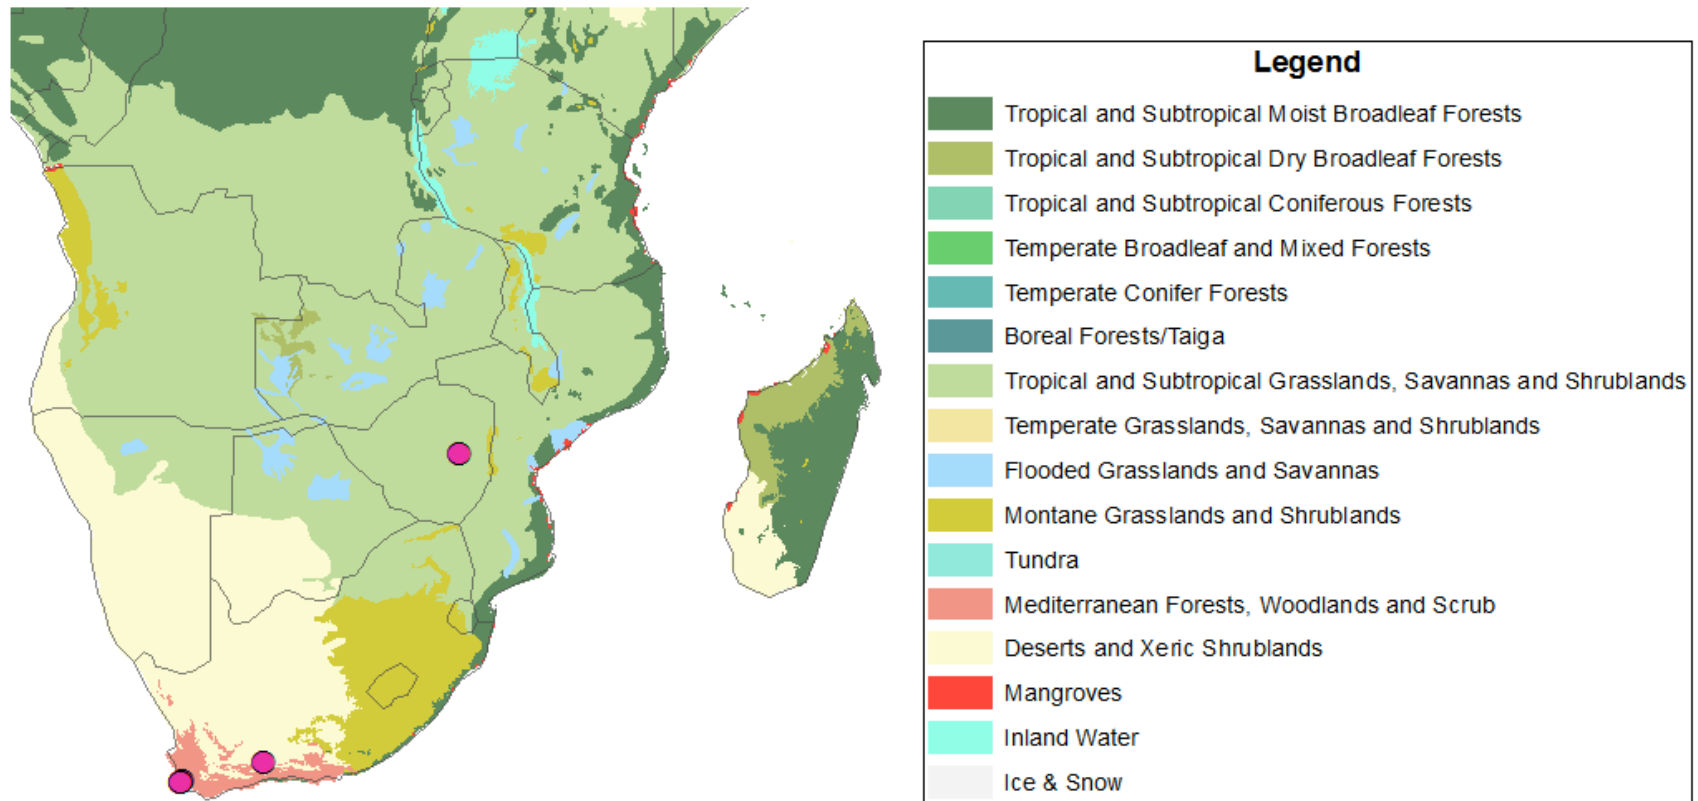 Legend
Tropical and Subtropical Moist Broadleaf Forests
Tropical and Subtropical Dry Broadleaf Forests
Tropical and Subtropical Coniferous Forests
Temperate Broadleaf and Mixed Forests
Temperate Conifer Forests
Boreal Forests/Taiga
Tropical and Subtropical Grasslands, Savannas and Shrublands
Temperate Grasslands, Savannas and Shrublands
Flooded Grasslands and Savannas
Montane Grasslands and Shrublands
Tundra
Mediterranean Forests, Woodlands and Scrub
Deserts and Xeric Shrublands
Mangroves
Inland Water
Ice & Snow